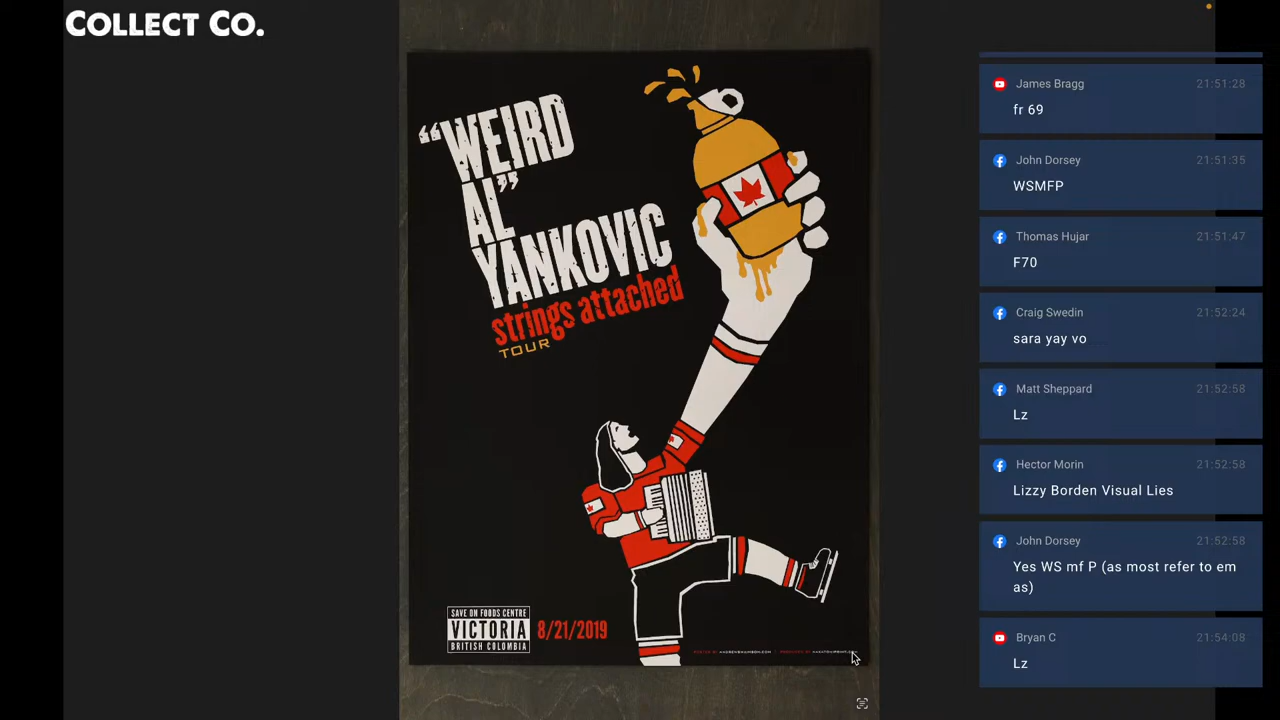 COLLECT CO.
"WEIRD
AL"
YANKOVIC
strings attached
TOUR
SAVE ON FOODS CENTRE
VICTORIA
BRITISH COLOMBIA
8/21/2019
James Bragg 21:51:28
fr 69
John Dorsey 21:51:35
WSMFP
Thomas Hujar 21:51:47
F70
Craig Swedin 21:52:24
sara yay vo
Matt Sheppard 21:52:58
Lz
Hector Morin 21:52:58
Lizzy Borden Visual Lies
John Dorsey 21:52:58
Yes WS mf P (as most refer to em
as)
Bryan C 21:54:08
Lz